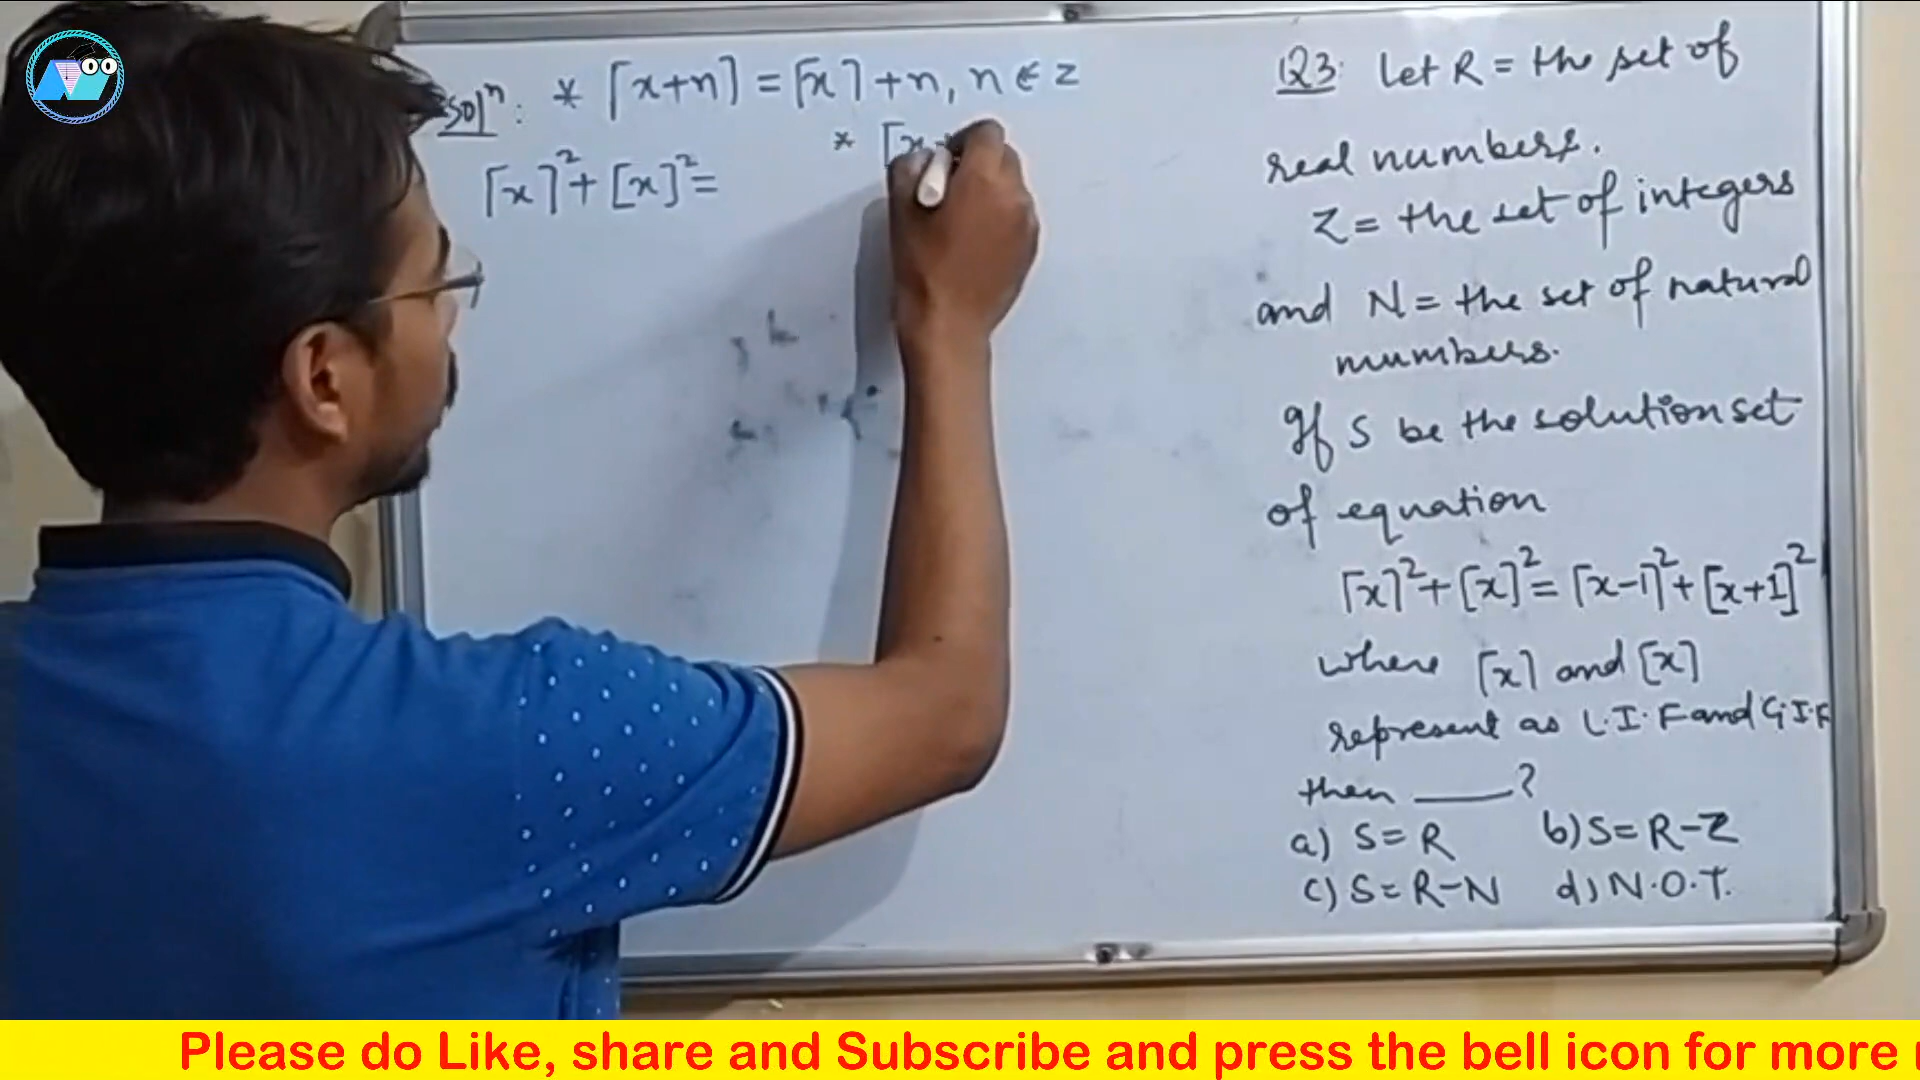 Solⁿ: * ⌈x+n⌉ = ⌈x⌉ + n, n ∈ Z
* [x+
⌈x⌉² + [x]² =
Q3. Let R = the set of
real numbers.
Z = the set of integers
and N = the set of natural
numbers.
If S be the solution set
of equation
⌈x⌉² + [x]² = ⌈x-1⌉² + [x+1]²
where ⌈x⌉ and [x]
represent as L.I.F and G.I.F
then ____?
a) S = R b) S = R-Z
c) S = R-N d) N.O.T.
Please do Like, share and Subscribe and press the bell icon for more